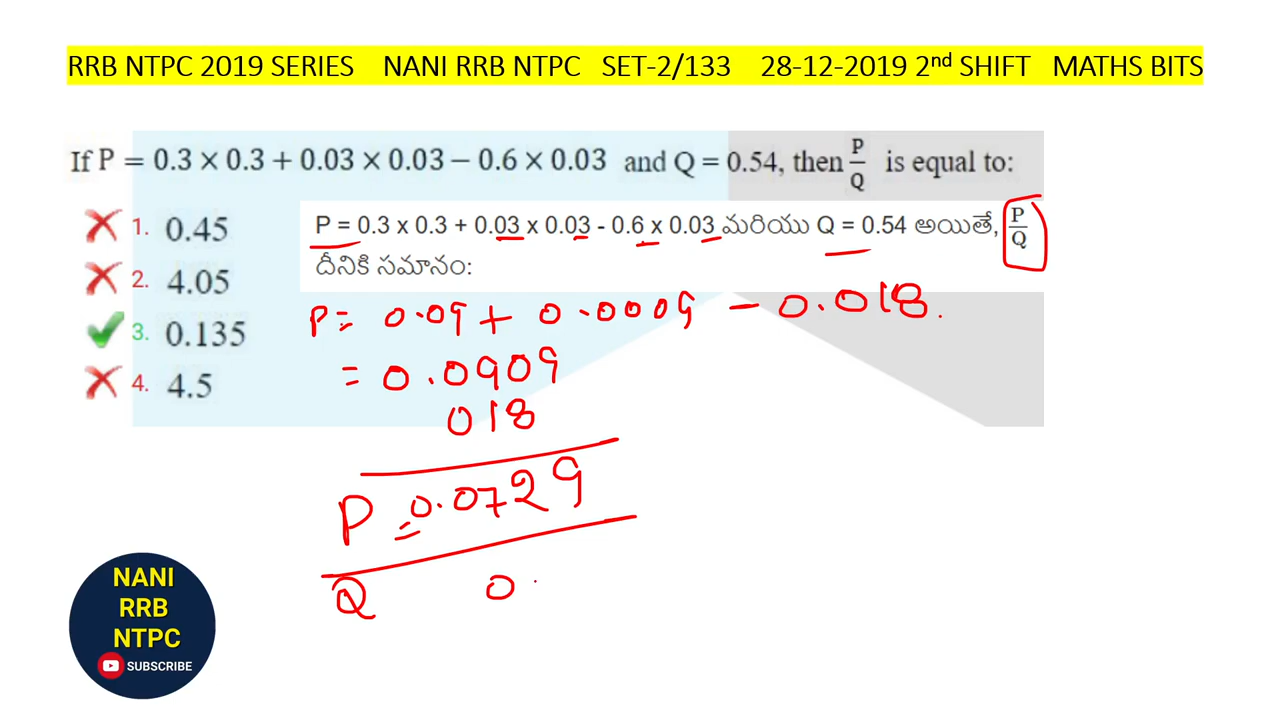 RRB NTPC 2019 SERIES NANI RRB NTPC SET-2/133 28-12-2019 2nd SHIFT MATHS BITS
If P = 0.3 × 0.3 + 0.03 × 0.03 – 0.6 × 0.03 and Q = 0.54, then P/Q is equal to:
1. 0.45
P = 0.3 x 0.3 + 0.03 x 0.03 - 0.6 x 0.03 మరియు Q = 0.54 అయితే, P/Q
దీనికి సమానం:
2. 4.05
3. 0.135
4. 4.5
P = 0.09 + 0.0009 - 0.018.
= 0.0909
018
P = 0.0729
Q 0.
NANI
RRB
NTPC
SUBSCRIBE